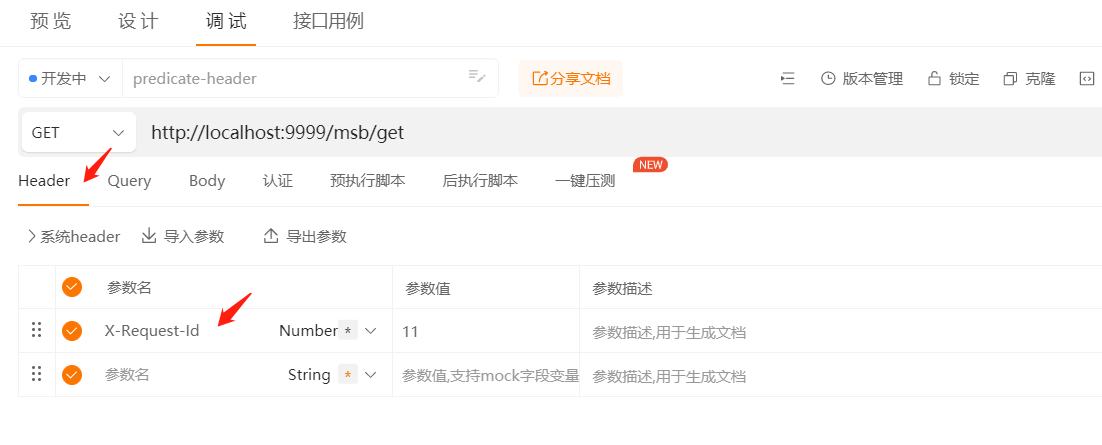 预览 设计 调试 接口用例
开发中 predicate-header 分享文档 版本管理 锁定 克隆
GET http://localhost:9999/msb/get
Header Query Body 认证 预执行脚本 后执行脚本 一键压测 NEW
系统header 导入参数 导出参数
参数名 参数值 参数描述
X-Request-Id Number * 11 参数描述,用于生成文档
参数名 String * 参数值,支持mock字段变量 参数描述,用于生成文档